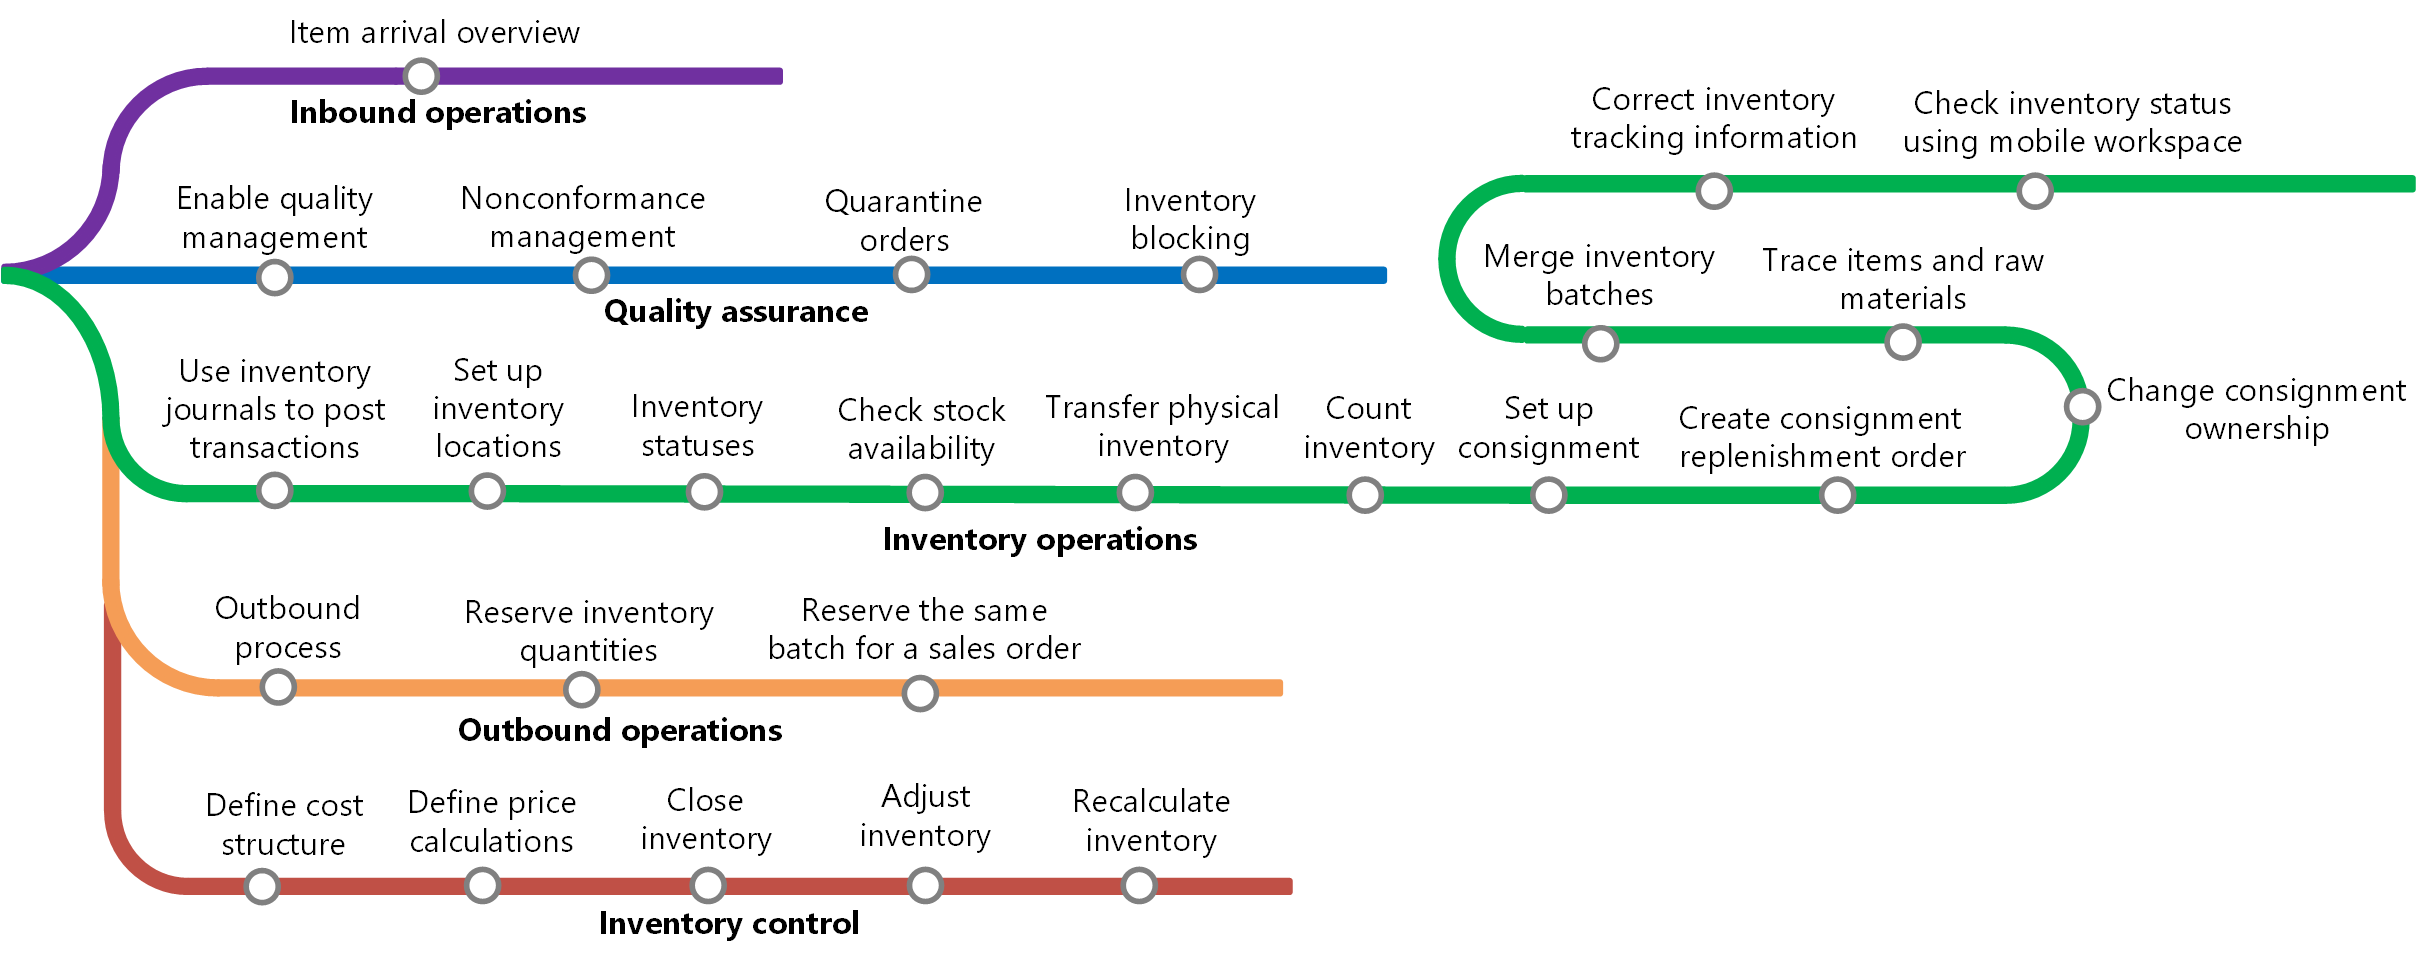 Item arrival overview
Inbound operations
Enable quality
management
Nonconformance
management
Quarantine
orders
Inventory
blocking
Quality assurance
Use inventory
journals to post
transactions
Set up
inventory
locations
Inventory
statuses
Check stock
availability
Transfer physical
inventory
Count
inventory
Set up
consignment
Create consignment
replenishment order
Change consignment
ownership
Trace items and raw
materials
Merge inventory
batches
Correct inventory
tracking information
Check inventory status
using mobile workspace
Inventory operations
Outbound
process
Reserve inventory
quantities
Reserve the same
batch for a sales order
Outbound operations
Define cost
structure
Define price
calculations
Close
inventory
Adjust
inventory
Recalculate
inventory
Inventory control